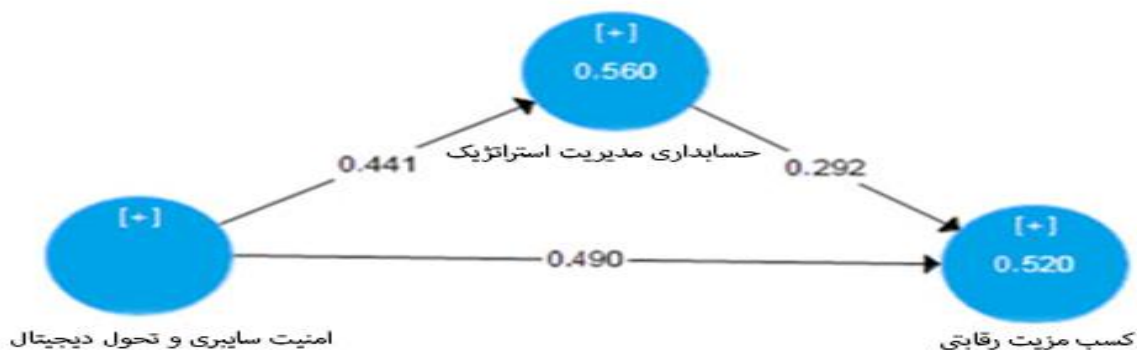 [+]
0.560
حسابداری مدیریت استراتژیک
0.441
0.292
[+]
[+]
0.490
0.520
امنیت سایبری و تحول دیجیتال
کسب مزیت رقابتی